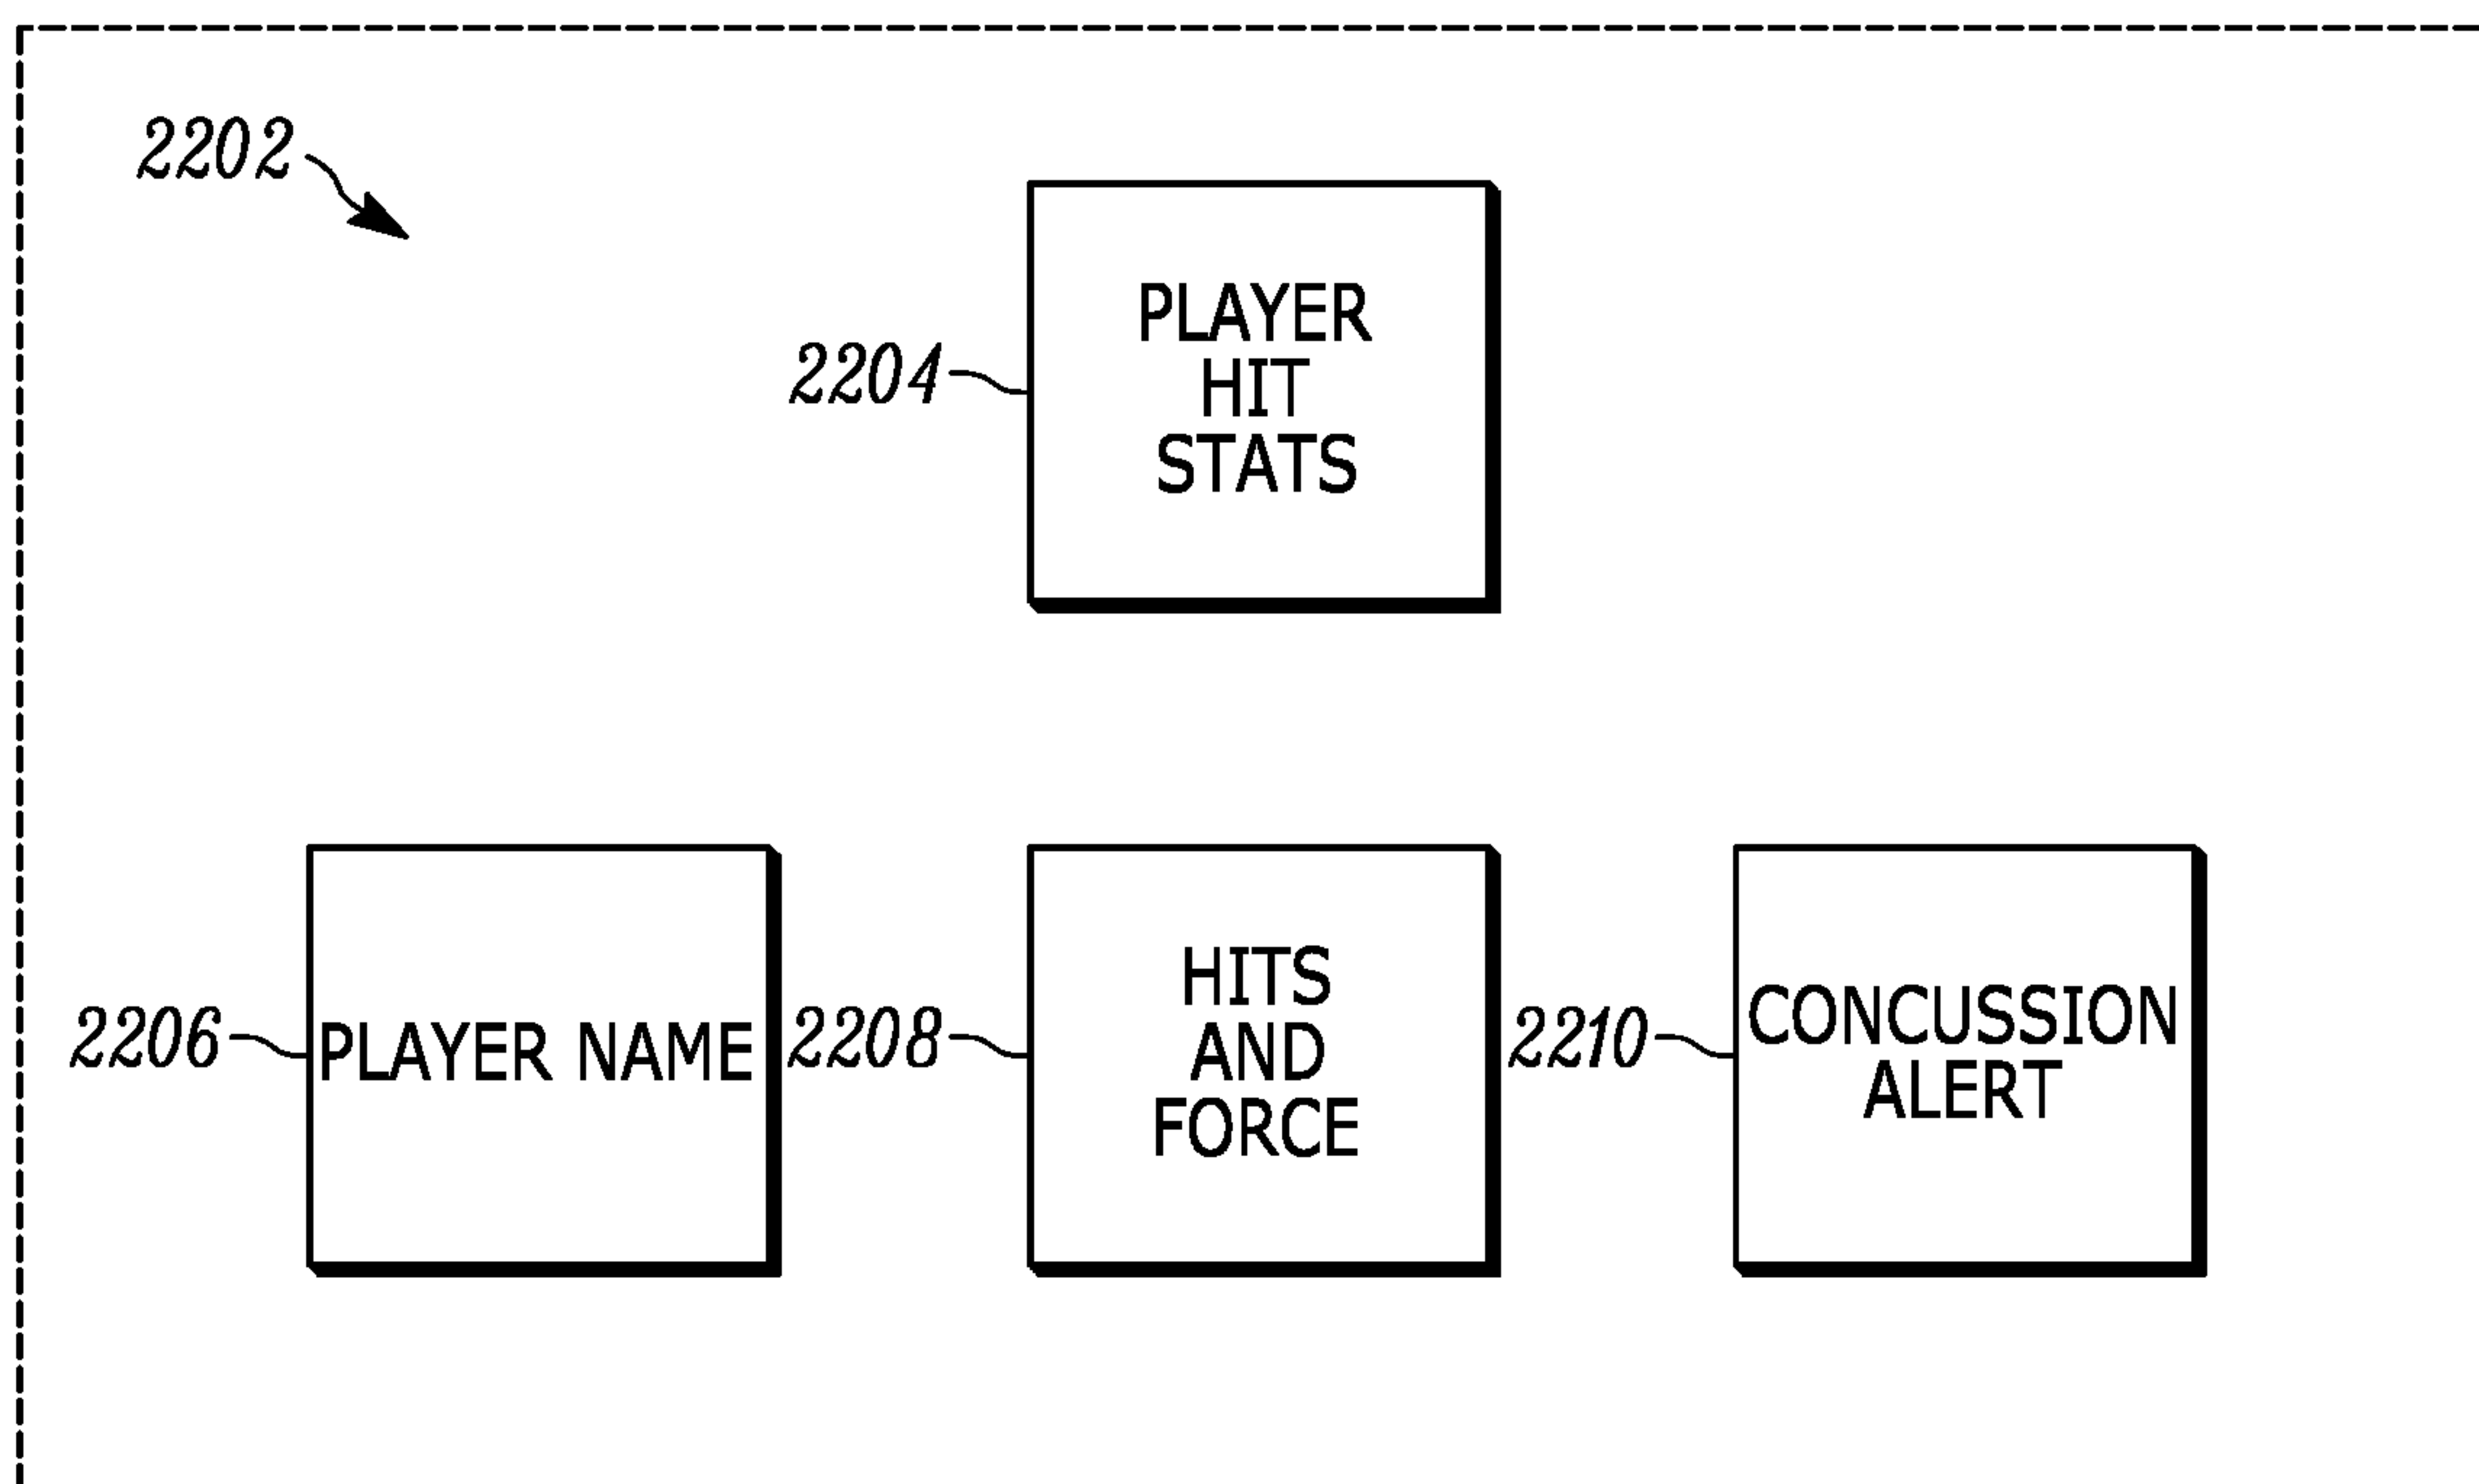 2202
2204
PLAYER
HIT
STATS
2206
PLAYER NAME
2208
HITS
AND
FORCE
2210
CONCUSSION
ALERT